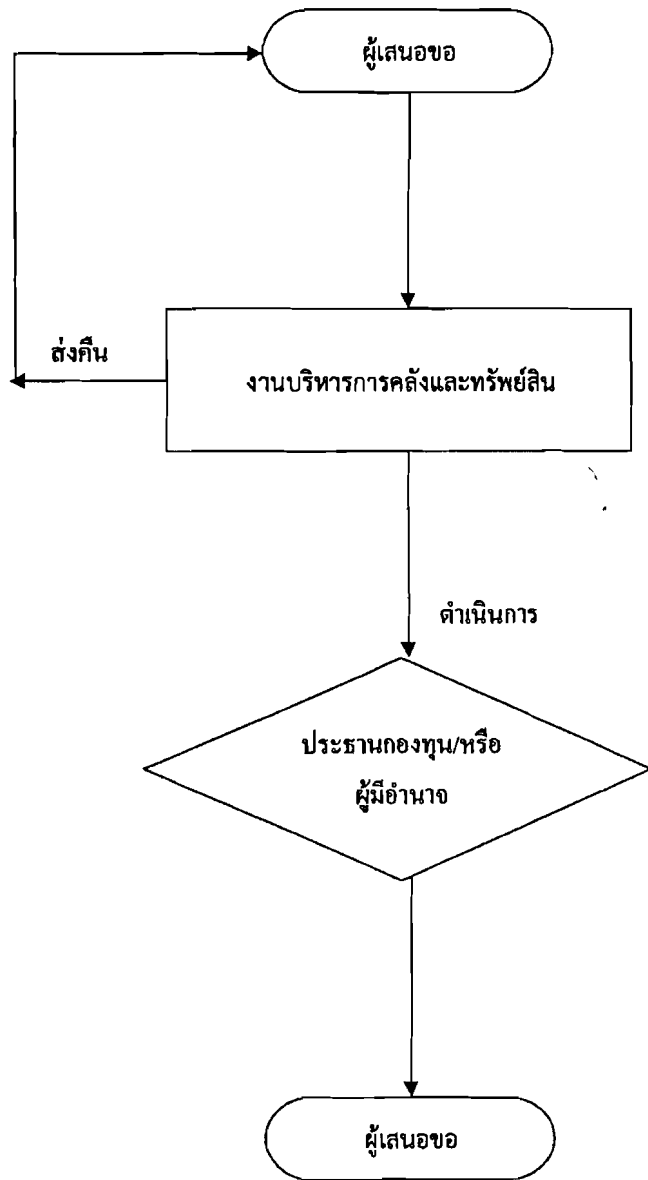 ผู้เสนอขอ
ส่งคืน
งานบริหารการคลังและทรัพย์สิน
ดำเนินการ
ประธานกองทุน/หรือ
ผู้มีอำนาจ
ผู้เสนอขอ